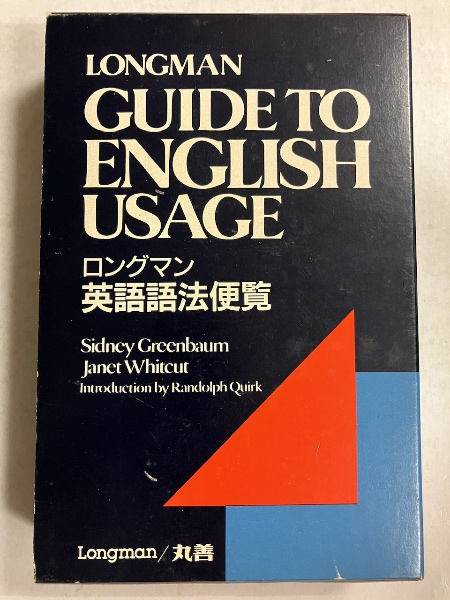 LONGMAN
GUIDE TO
ENGLISH
USAGE
ロングマン
英語語法便覧
Sidney Greenbaum
Janet Whitcut
Introduction by Randolph Quirk
Longman/丸善